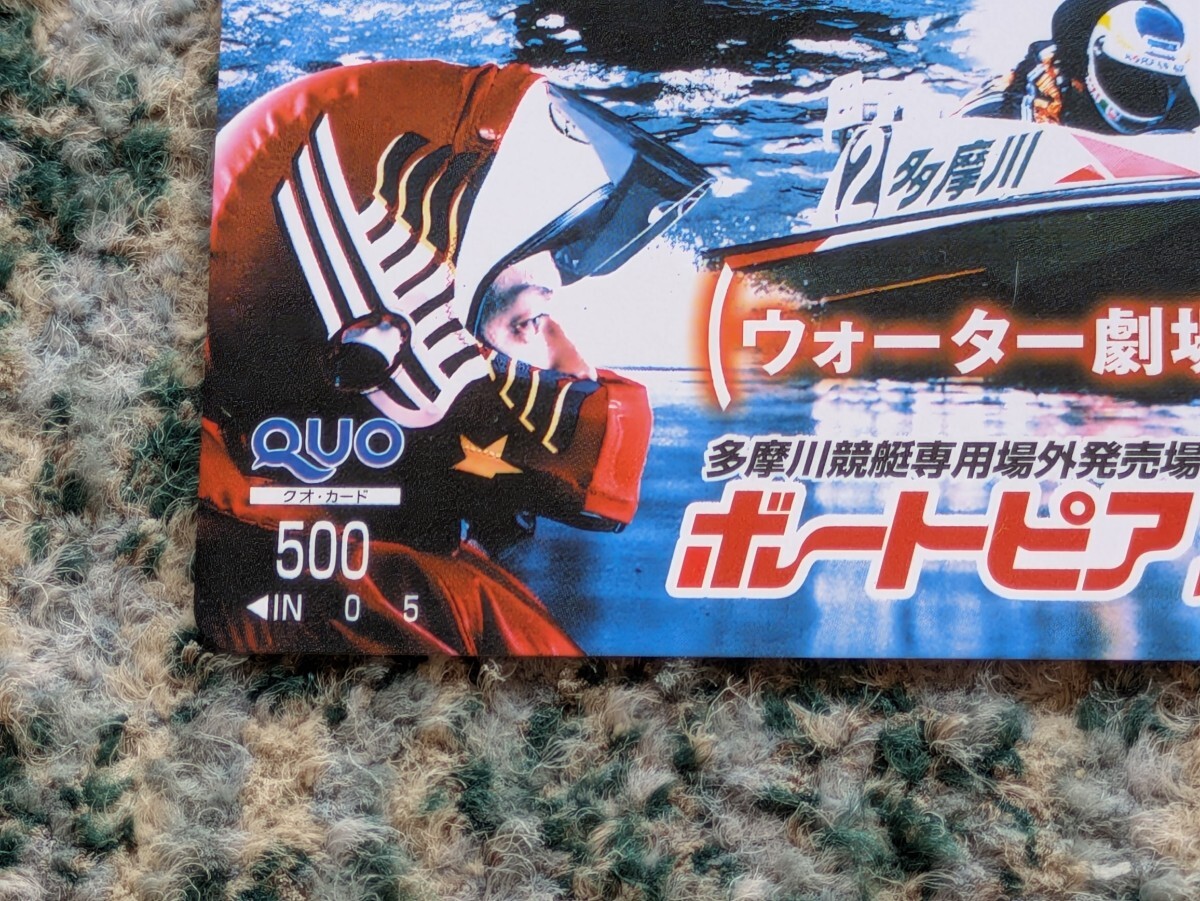 2 多摩川
(ウォーター劇場
多摩川競艇専用場外発売場
ボートピア
QUO
クオ・カード
500
◀IN 0 5